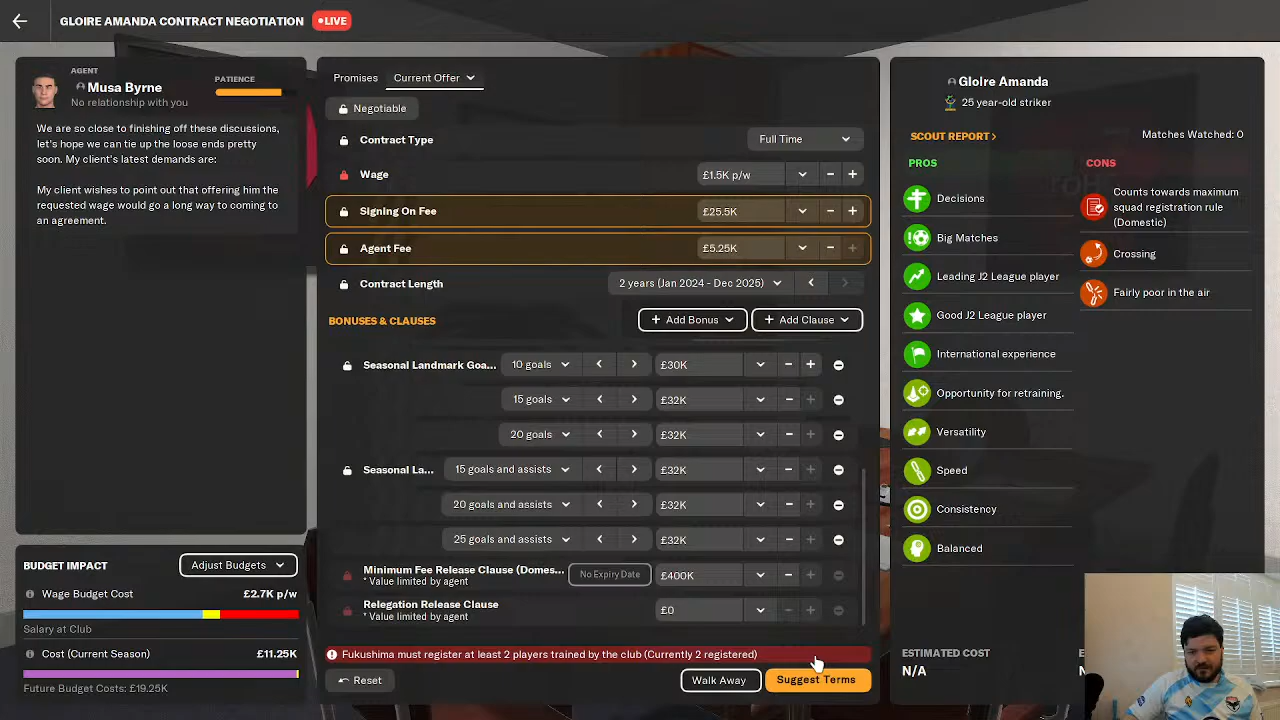 GLOIRE AMANDA CONTRACT NEGOTIATION
LIVE
AGENT
Musa Byrne
No relationship with you
PATIENCE
We are so close to finishing off these discussions,
let's hope we can tie up the loose ends pretty
soon. My client's latest demands are:
My client wishes to point out that offering him the
requested wage would go a long way to coming to
an agreement.
BUDGET IMPACT
Adjust Budgets
Wage Budget Cost
£2.7K p/w
Salary at Club
Cost (Current Season)
£11.25K
Future Budget Costs: £19.25K
Promises
Current Offer
Negotiable
Contract Type
Full Time
Wage
£1.5K p/w
Signing On Fee
£25.5K
Agent Fee
£5.25K
Contract Length
2 years (Jan 2024 - Dec 2025)
BONUSES & CLAUSES
Add Bonus
Add Clause
Seasonal Landmark Goa...
10 goals
£30K
15 goals
£32K
20 goals
£32K
Seasonal La...
15 goals and assists
£32K
20 goals and assists
£32K
25 goals and assists
£32K
Minimum Fee Release Clause (Domes...
* Value limited by agent
No Expiry Date
£400K
Relegation Release Clause
* Value limited by agent
£0
Fukushima must register at least 2 players trained by the club (Currently 2 registered)
Reset
Walk Away
Suggest Terms
Gloire Amanda
25 year-old striker
SCOUT REPORT >
Matches Watched: 0
PROS
Decisions
Big Matches
Leading J2 League player
Good J2 League player
International experience
Opportunity for retraining.
Versatility
Speed
Consistency
Balanced
CONS
Counts towards maximum
squad registration rule
(Domestic)
Crossing
Fairly poor in the air
ESTIMATED COST
N/A